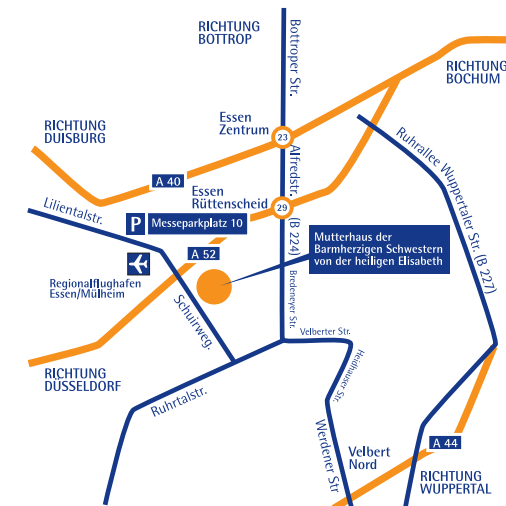 RICHTUNG
BOTTROP
Bottroper Str.
RICHTUNG
BOCHUM
Essen
Zentrum
23
RICHTUNG
DUISBURG
Alfredstr. (B 224)
Ruhrallee Wuppertaler Str. (B 227)
A 40
Essen
Rüttenscheid
29
Lilientalstr.
P
Messeparkplatz 10
Mutterhaus der
Barmherzigen Schwestern
von der heiligen Elisabeth
A 52
Regionalflughafen
Essen/Mülheim
Schuirweg.
Bredeneyer Str.
Velberter Str.
Heidhauser Str.
RICHTUNG
DÜSSELDORF
Ruhrtalstr.
Werdener Str
A 44
Velbert
Nord
RICHTUNG
WUPPERTAL